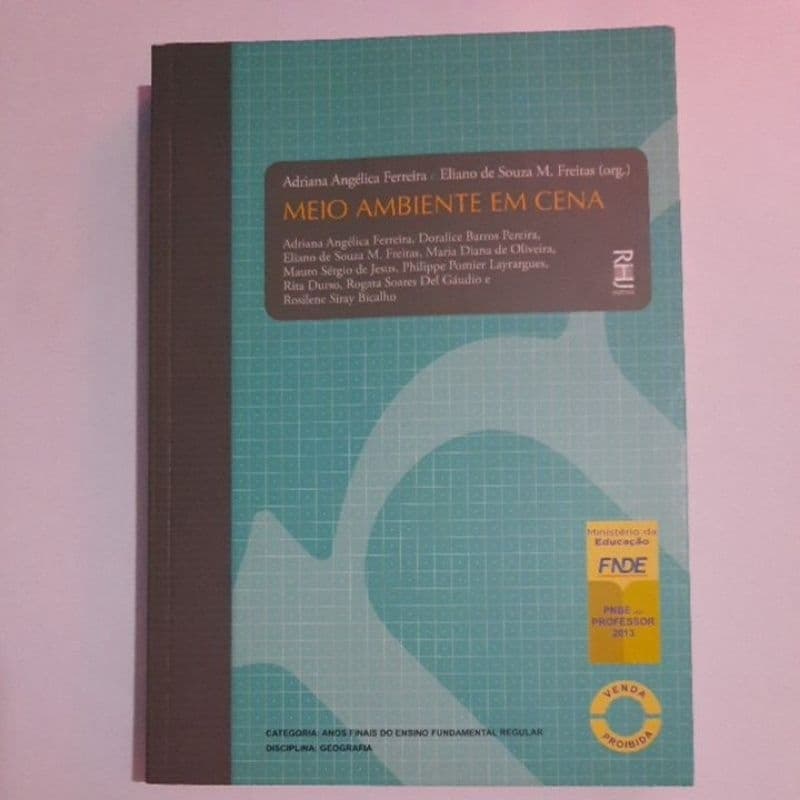 Adriana Angélica Ferreira e Eliano de Souza M. Freitas (org.)
MEIO AMBIENTE EM CENA
Adriana Angélica Ferreira, Doralice Barros Pereira,
Eliano de Souza M. Freitas, Maria Diana de Oliveira,
Mauro Sérgio de Jesus, Philippe Pomier Layrargues,
Rita Durso, Rogata Soares Del Gáudio e
Rosilene Siray Bicalho
RHJ
Ministério da
Educação
FNDE
PNBE do
PROFESSOR
2013
VENDA
PROIBIDA
CATEGORIA: ANOS FINAIS DO ENSINO FUNDAMENTAL REGULAR
DISCIPLINA: GEOGRAFIA